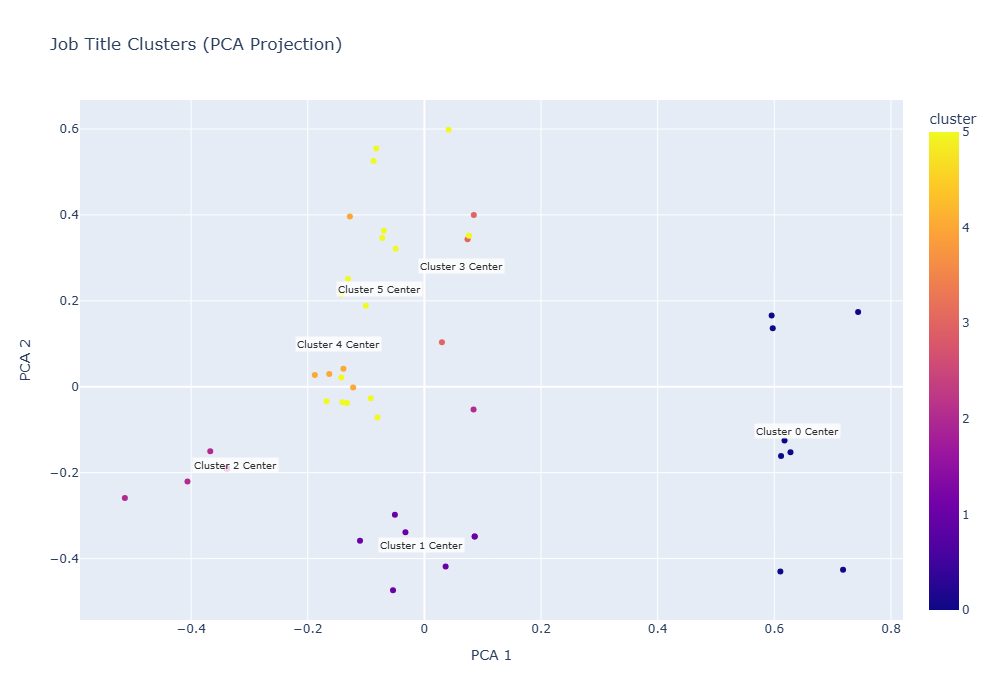 Job Title Clusters (PCA Projection)
cluster
5
4
3
2
1
0
0.6
0.4
0.2
0
−0.2
−0.4
PCA 2
Cluster 3 Center
Cluster 5 Center
Cluster 4 Center
Cluster 0 Center
Cluster 2 Center
Cluster 1 Center
−0.4
−0.2
0
0.2
0.4
0.6
0.8
PCA 1